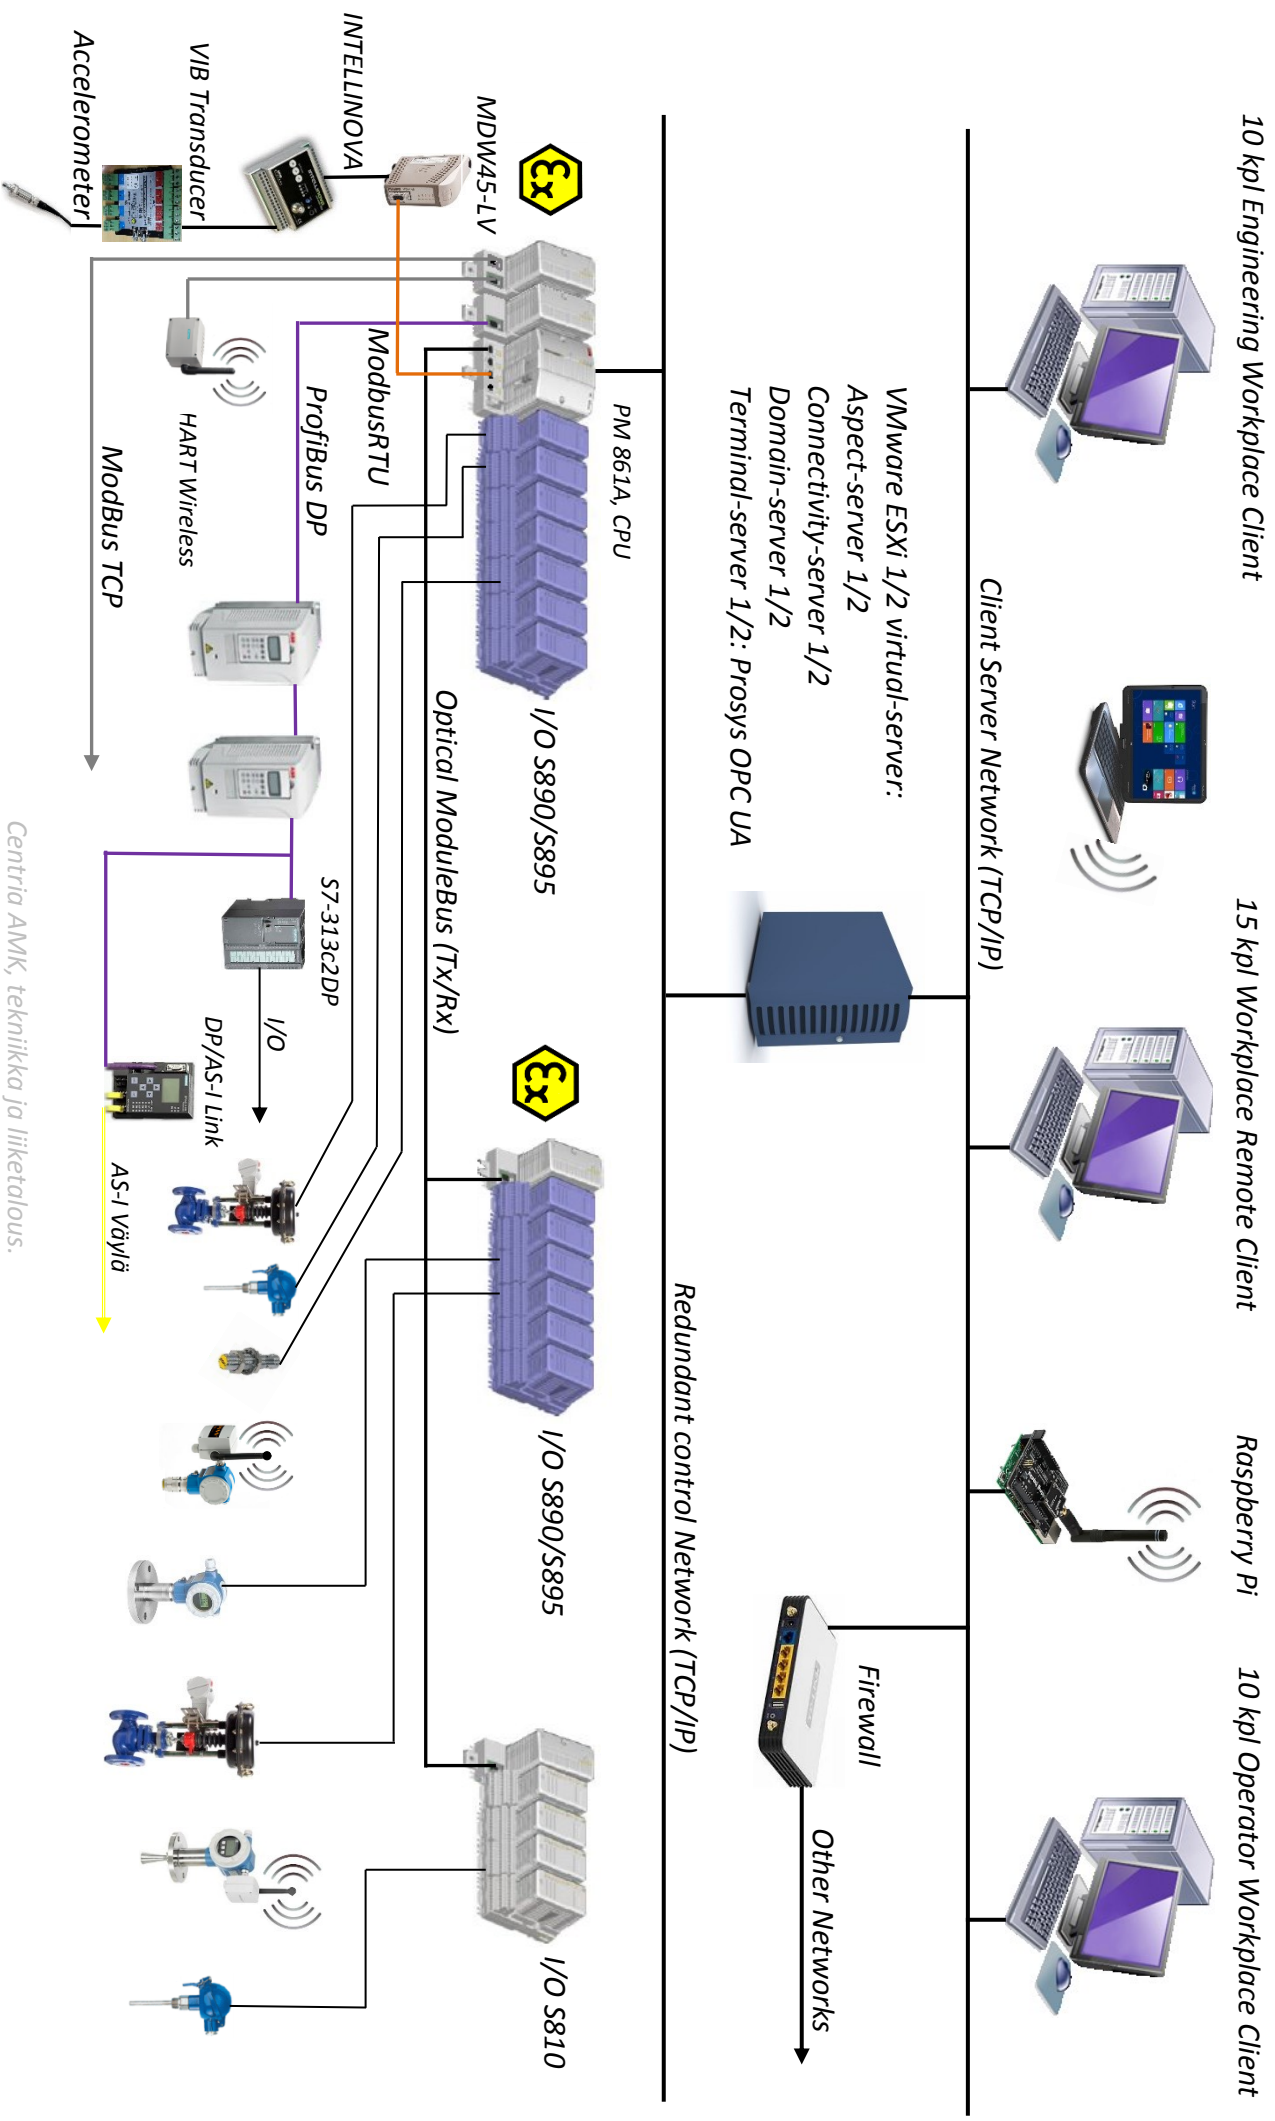 10 kpl Engineering Workplace Client
15 kpl Workplace Remote Client
Raspberry Pi
10 kpl Operator Workplace Client
Client Server Network (TCP/IP)
VMware ESXi 1/2 virtual-server:
Aspect-server 1/2
Connectivity-server 1/2
Domain-server 1/2
Terminal-server 1/2: Prosys OPC UA
Firewall
Other Networks
Redundant control Network (TCP/IP)
PM 861A, CPU
I/O S890/S895
I/O S890/S895
I/O S810
Ex
Ex
MDW45-LV
INTELLINOVA
VIB Transducer
Accelerometer
Optical ModuleBus (Tx/Rx)
ModbusRTU
ProfiBus DP
HART Wireless
ModBus TCP
S7-313c2DP
I/O
DP/AS-I Link
AS-I Väylä
Centria AMK, tekniikka ja liiketalous.